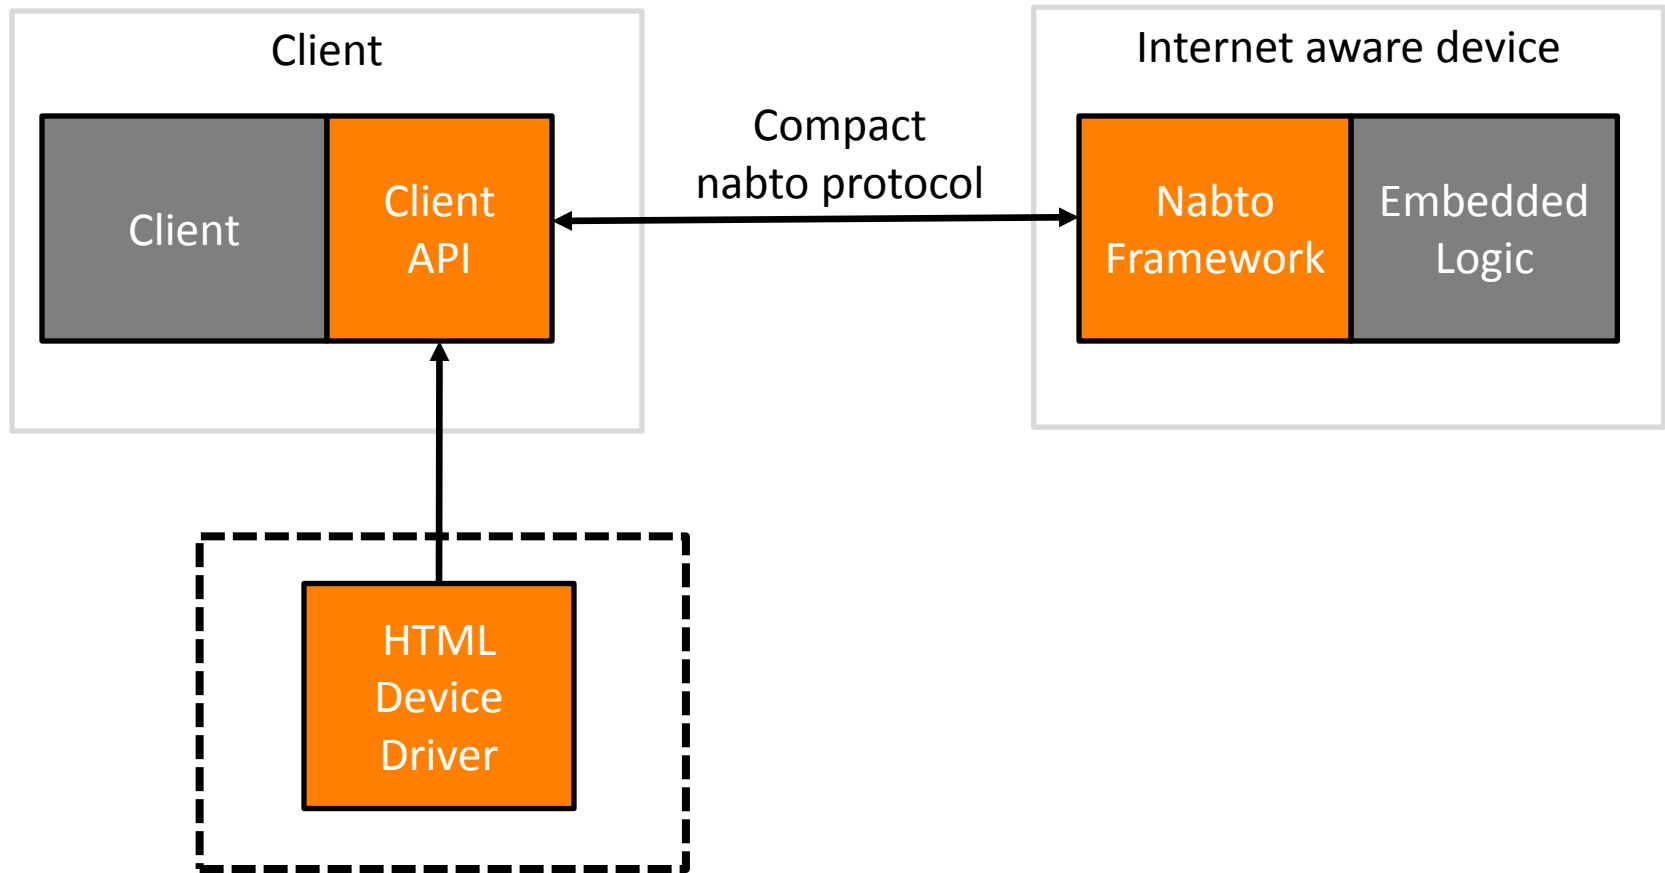 Client
Internet aware device
Compact
nabto protocol
Client
Client
API
Nabto
Framework
Embedded
Logic
HTML
Device
Driver